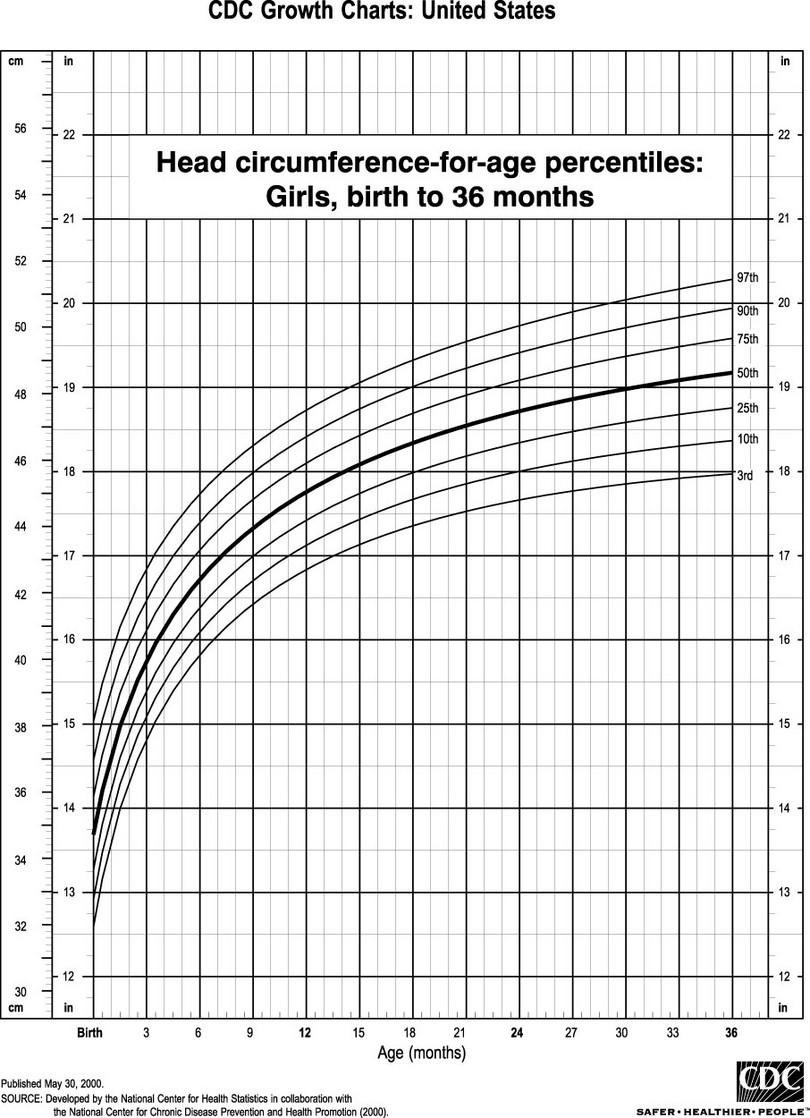 CDC Growth Charts: United States
cm in in
56 22 22
Head circumference-for-age percentiles:
Girls, birth to 36 months
54
21 21
52
97th
20 20
90th
50
75th
50th
19 19
48
25th
10th
46 18 3rd 18
44
17 17
42
16 16
40
15 15
38
36
14 14
34
13 13
32
12 12
30
cm in in
Birth 3 6 9 12 15 18 21 24 27 30 33 36
Age (months)
Published May 30, 2000.
SOURCE: Developed by the National Center for Health Statistics in collaboration with
the National Center for Chronic Disease Prevention and Health Promotion (2000).
CDC
SAFER • HEALTHIER • PEOPLE™